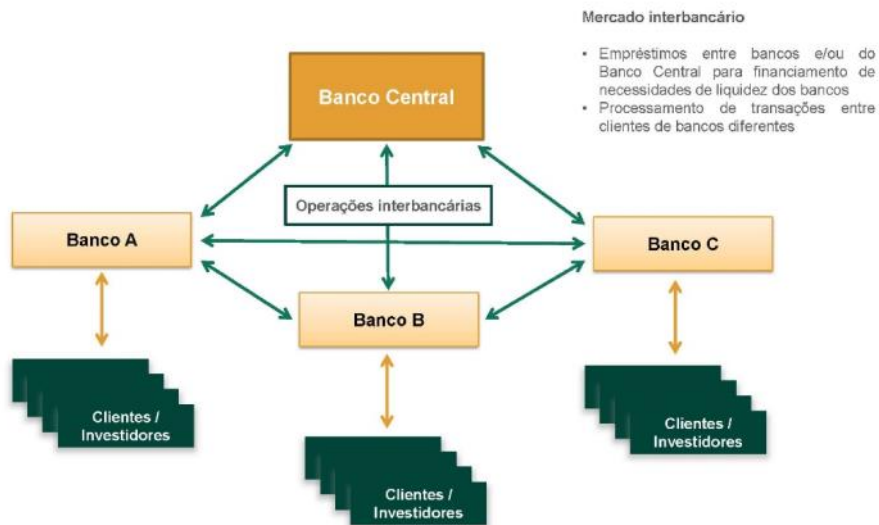 Mercado interbancário
• Empréstimos entre bancos e/ou do
Banco Central para financiamento de
necessidades de liquidez dos bancos
• Processamento de transações entre
clientes de bancos diferentes
Banco Central
Operações interbancárias
Banco A
Banco C
Banco B
Clientes /
Investidores
Clientes /
Investidores
Clientes /
Investidores